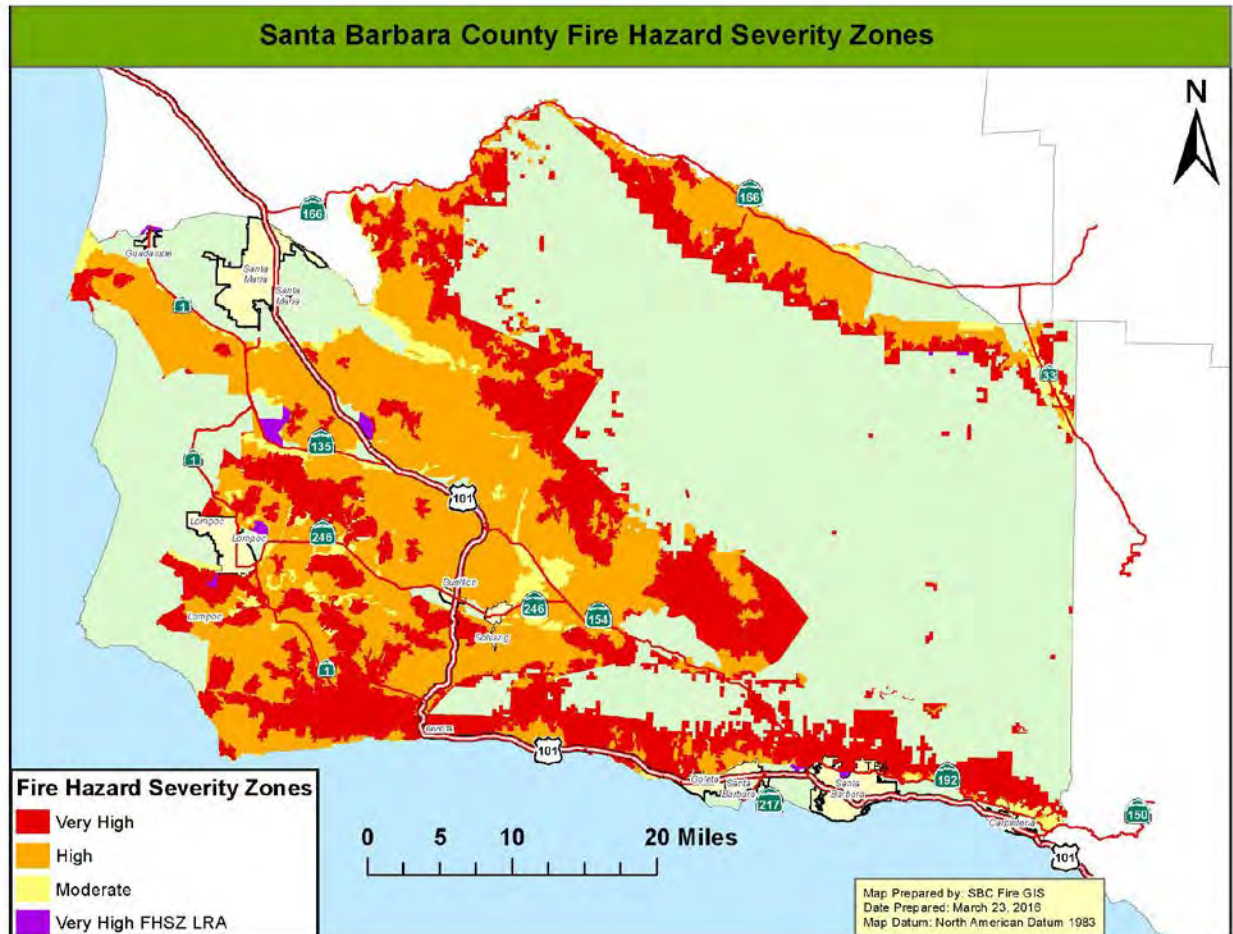 Santa Barbara County Fire Hazard Severity Zones
N
166
166
Guadalupe
Santa
Maria
Santa
Maria
1
33
135
1
101
Lompoc
Lompoc
246
Buellton
246
154
Solvang
Lompoc
1
101
Goleta
Santa
Barbara
217
Santa
Barbara
192
Carpinteria
150
101
Fire Hazard Severity Zones
Very High
High
Moderate
Very High FHSZ LRA
0 5 10 20 Miles
Map Prepared by: SBC Fire GIS
Date Prepared: March 23, 2016
Map Datum: North American Datum 1983